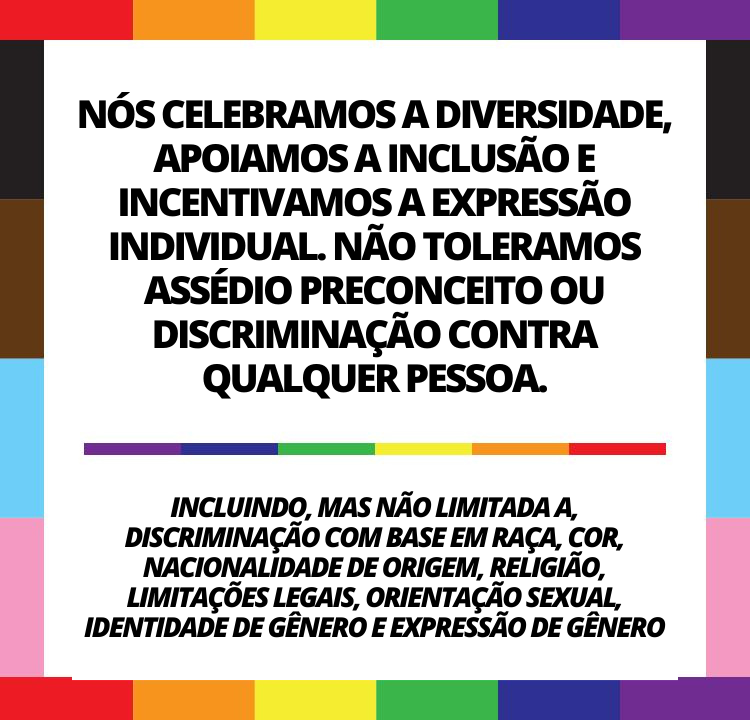 NÓS CELEBRAMOS A DIVERSIDADE,
APOIAMOS A INCLUSÃO E
INCENTIVAMOS A EXPRESSÃO
INDIVIDUAL. NÃO TOLERAMOS
ASSÉDIO PRECONCEITO OU
DISCRIMINAÇÃO CONTRA
QUALQUER PESSOA.
INCLUINDO, MAS NÃO LIMITADA A,
DISCRIMINAÇÃO COM BASE EM RAÇA, COR,
NACIONALIDADE DE ORIGEM, RELIGIÃO,
LIMITAÇÕES LEGAIS, ORIENTAÇÃO SEXUAL,
IDENTIDADE DE GÊNERO E EXPRESSÃO DE GÊNERO